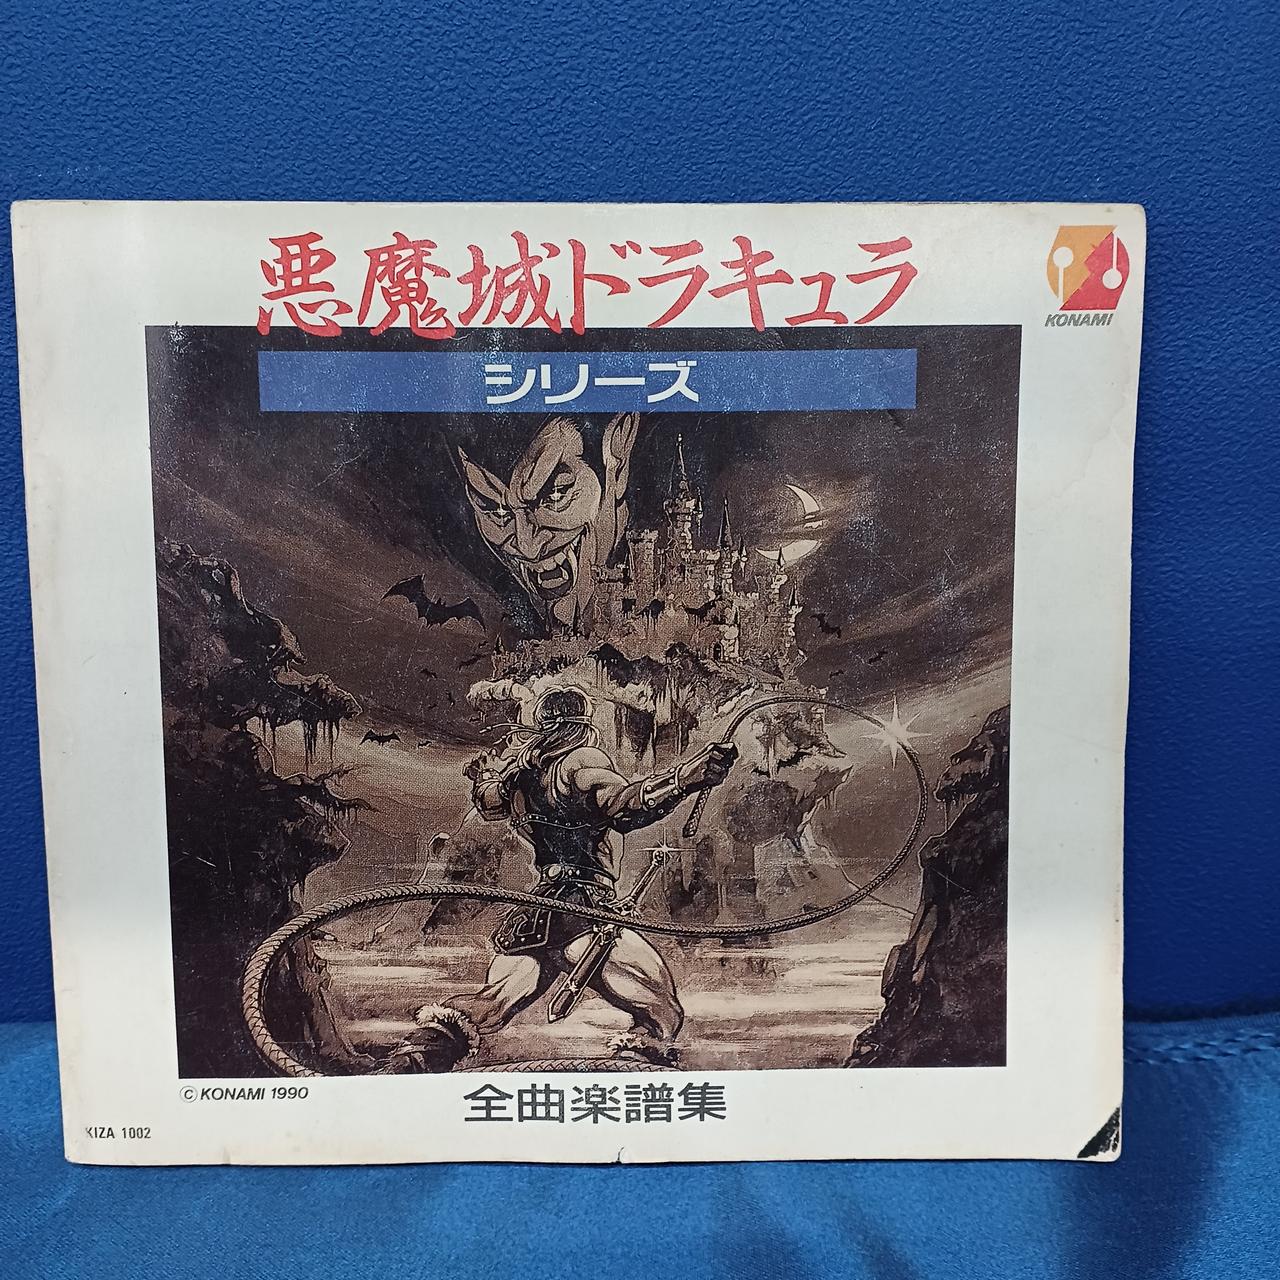 悪魔城ドラキュラ
KONAMI
シリーズ
©KONAMI 1990
全曲楽譜集
KIZA 1002